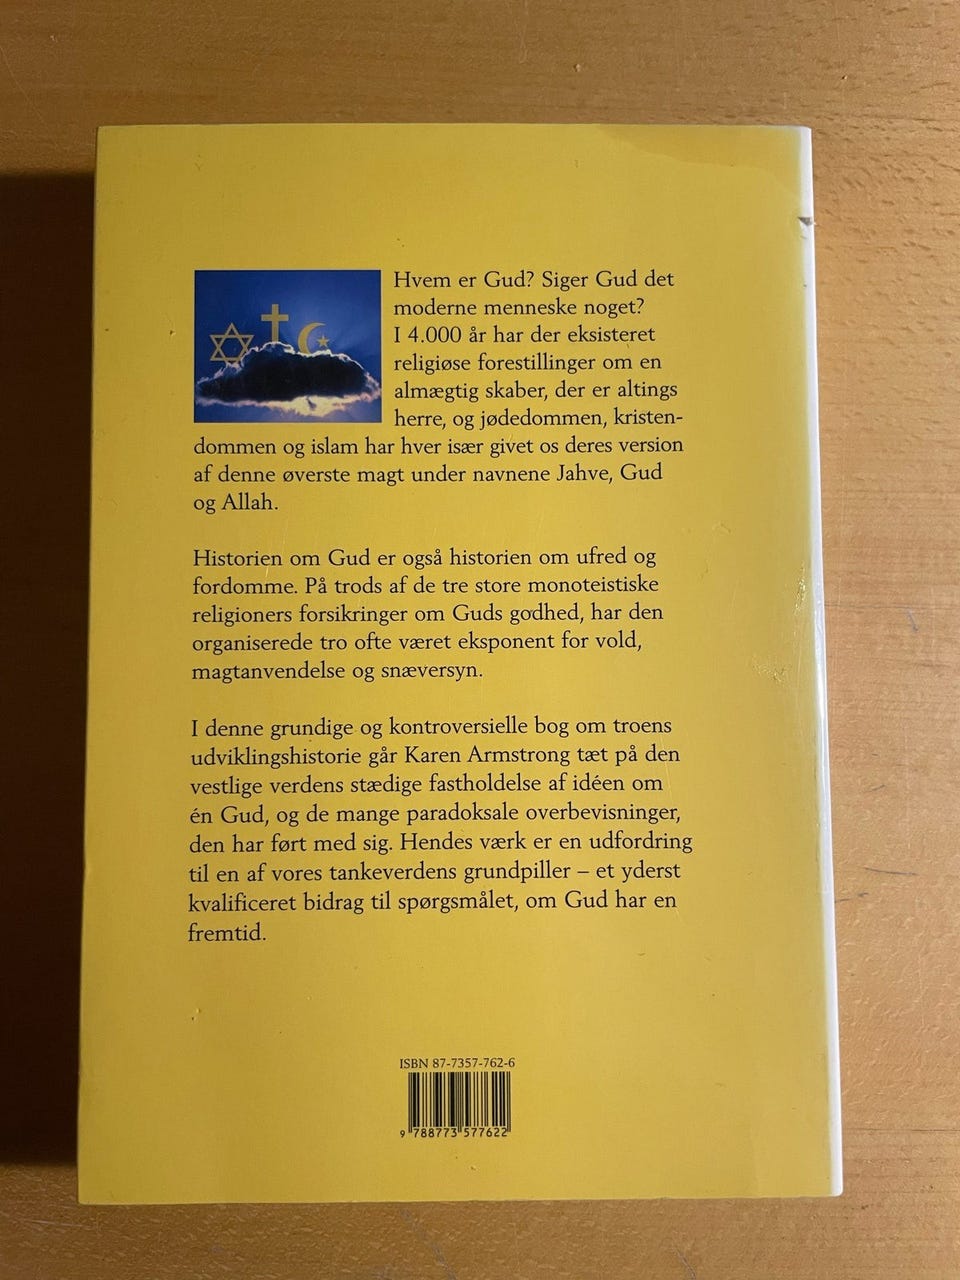 Hvem er Gud? Siger Gud det
moderne menneske noget?
I 4.000 år har der eksisteret
religiøse forestillinger om en
almægtig skaber, der er altings
herre, og jødedommen, kristen-
dommen og islam har hver især givet os deres version
af denne øverste magt under navnene Jahve, Gud
og Allah.
Historien om Gud er også historien om ufred og
fordomme. På trods af de tre store monoteistiske
religioners forsikringer om Guds godhed, har den
organiserede tro ofte været eksponent for vold,
magtanvendelse og snæversyn.
I denne grundige og kontroversielle bog om troens
udviklingshistorie går Karen Armstrong tæt på den
vestlige verdens stædige fastholdelse af idéen om
én Gud, og de mange paradoksale overbevisninger,
den har ført med sig. Hendes værk er en udfordring
til en af vores tankeverdens grundpiller – et yderst
kvalificeret bidrag til spørgsmålet, om Gud har en
fremtid.
ISBN 87-7357-762-6
9 788773 577622